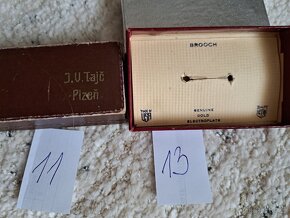 BROOCH
J.V. Tajč
Plzeň
GENUINE
GOLD
ELECTROPLATE
11
13